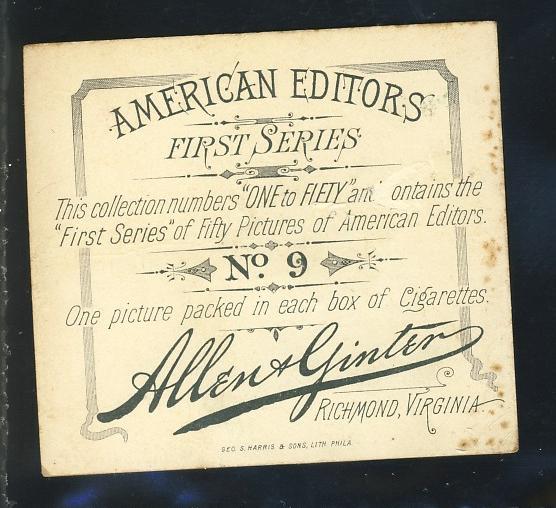 AMERICAN EDITORS
FIRST SERIES
This collection numbers "ONE to FIFTY" an ontains the
"First Series" of Fifty Pictures of American Editors.
No. 9
One picture packed in each box of Cigarettes.
Allen & Ginter
RICHMOND, VIRGINIA
GEO. S. HARRIS & SONS, LITH. PHILA.